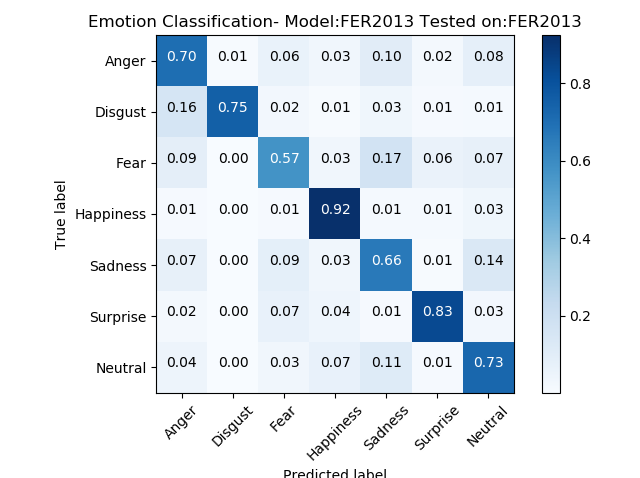 Emotion Classification- Model:FER2013 Tested on:FER2013
Anger 0.70 0.01 0.06 0.03 0.10 0.02 0.08
Disgust 0.16 0.75 0.02 0.01 0.03 0.01 0.01
Fear 0.09 0.00 0.57 0.03 0.17 0.06 0.07
Happiness 0.01 0.00 0.01 0.92 0.01 0.01 0.03
Sadness 0.07 0.00 0.09 0.03 0.66 0.01 0.14
Surprise 0.02 0.00 0.07 0.04 0.01 0.83 0.03
Neutral 0.04 0.00 0.03 0.07 0.11 0.01 0.73
True label
Anger Disgust Fear Happiness Sadness Surprise Neutral
Predicted label
0.8
0.6
0.4
0.2